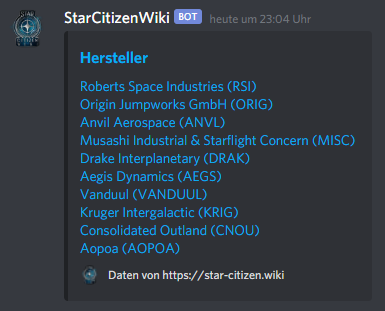 StarCitizenWiki BOT heute um 23:04 Uhr
Hersteller
Roberts Space Industries (RSI)
Origin Jumpworks GmbH (ORIG)
Anvil Aerospace (ANVL)
Musashi Industrial & Starflight Concern (MISC)
Drake Interplanetary (DRAK)
Aegis Dynamics (AEGS)
Vanduul (VANDUUL)
Kruger Intergalactic (KRIG)
Consolidated Outland (CNOU)
Aopoa (AOPOA)
Daten von https://star-citizen.wiki